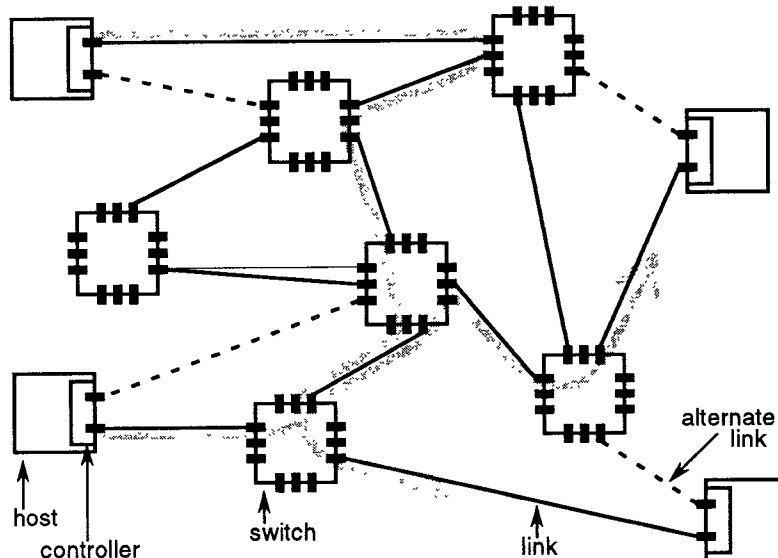 alternate
link
host
controller
switch
link